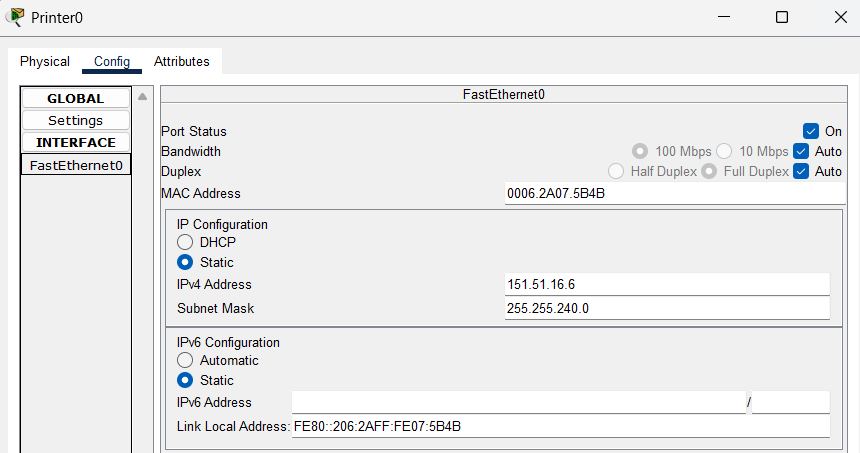 Printer0
Physical Config Attributes
GLOBAL
Settings
INTERFACE
FastEthernet0
FastEthernet0
Port Status On
Bandwidth 100 Mbps 10 Mbps Auto
Duplex Half Duplex Full Duplex Auto
MAC Address 0006.2A07.5B4B
IP Configuration
DHCP
Static
IPv4 Address 151.51.16.6
Subnet Mask 255.255.240.0
IPv6 Configuration
Automatic
Static
IPv6 Address /
Link Local Address: FE80::206:2AFF:FE07:5B4B